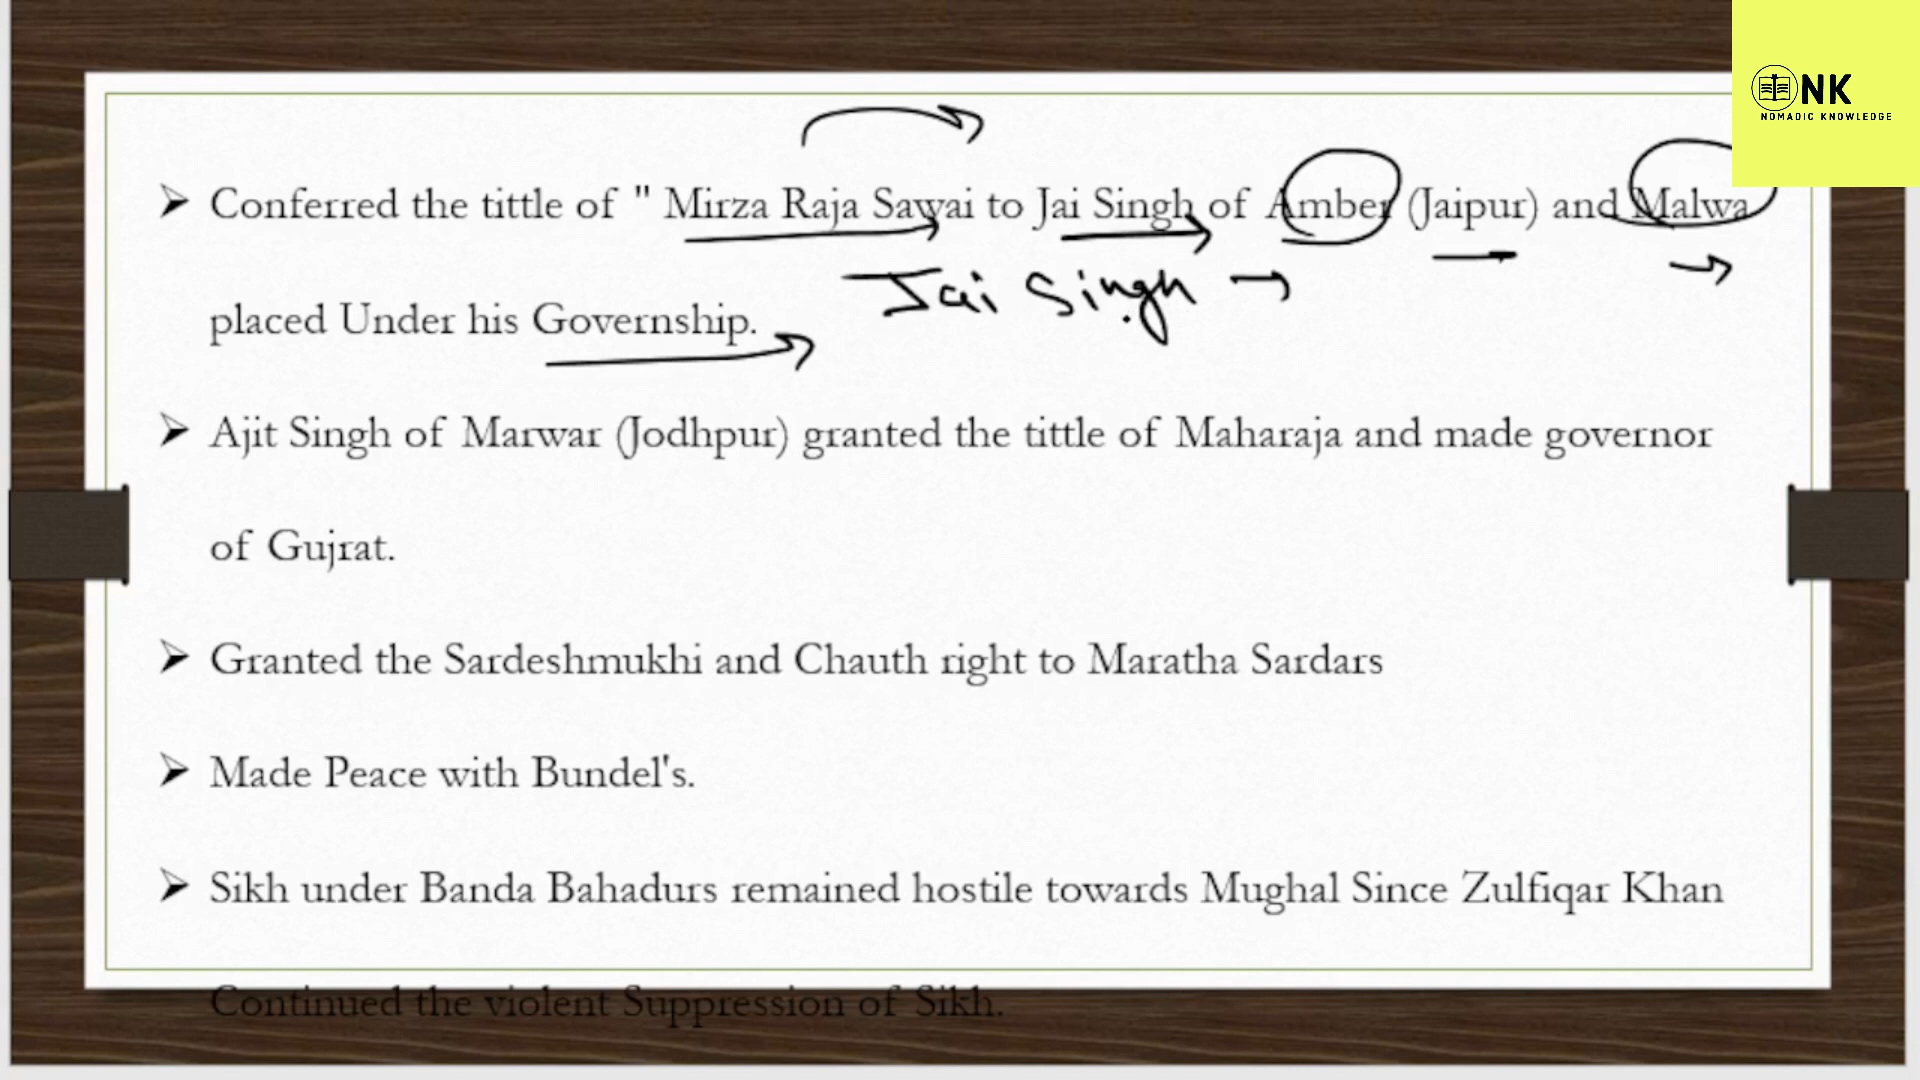 NK
NOMADIC KNOWLEDGE
Conferred the tittle of " Mirza Raja Sawai to Jai Singh of Amber (Jaipur) and Malwa
Jai Singh
placed Under his Governship.
Ajit Singh of Marwar (Jodhpur) granted the tittle of Maharaja and made governor
of Gujrat.
Granted the Sardeshmukhi and Chauth right to Maratha Sardars
Made Peace with Bundel's.
Sikh under Banda Bahadurs remained hostile towards Mughal Since Zulfiqar Khan
Continued the violent Suppression of Sikh.